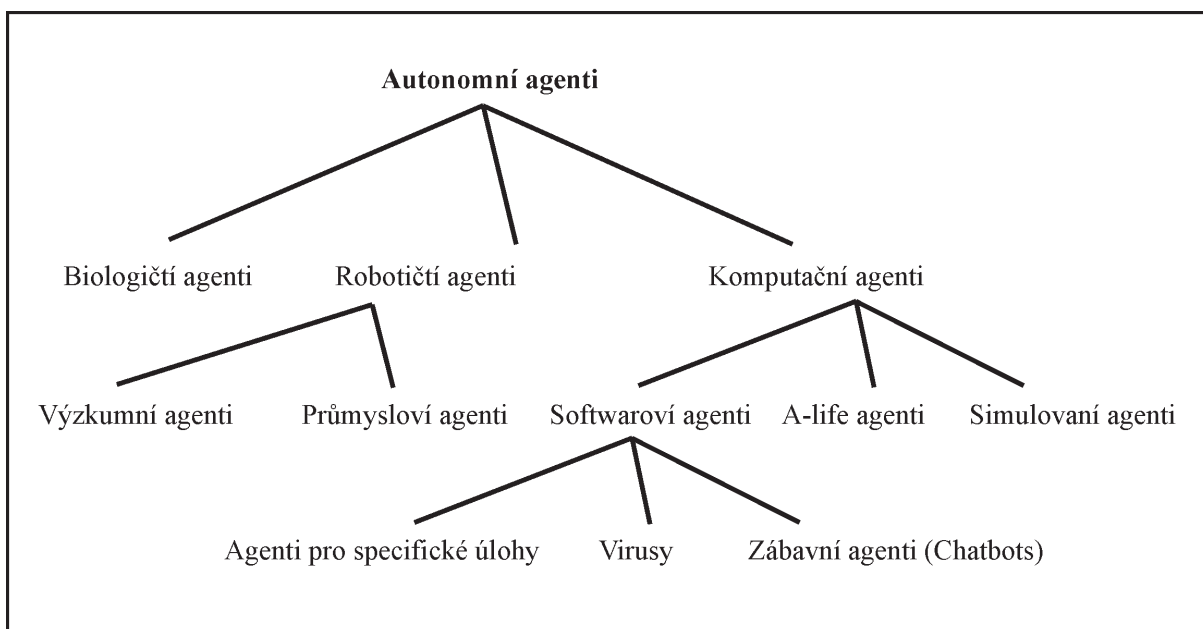 Autonomní agenti
Biologičtí agenti Robotičtí agenti Komputační agenti
Výzkumní agenti Průmysloví agenti Softwaroví agenti A-life agenti Simulovaní agenti
Agenti pro specifické úlohy Virusy Zábavní agenti (Chatbots)